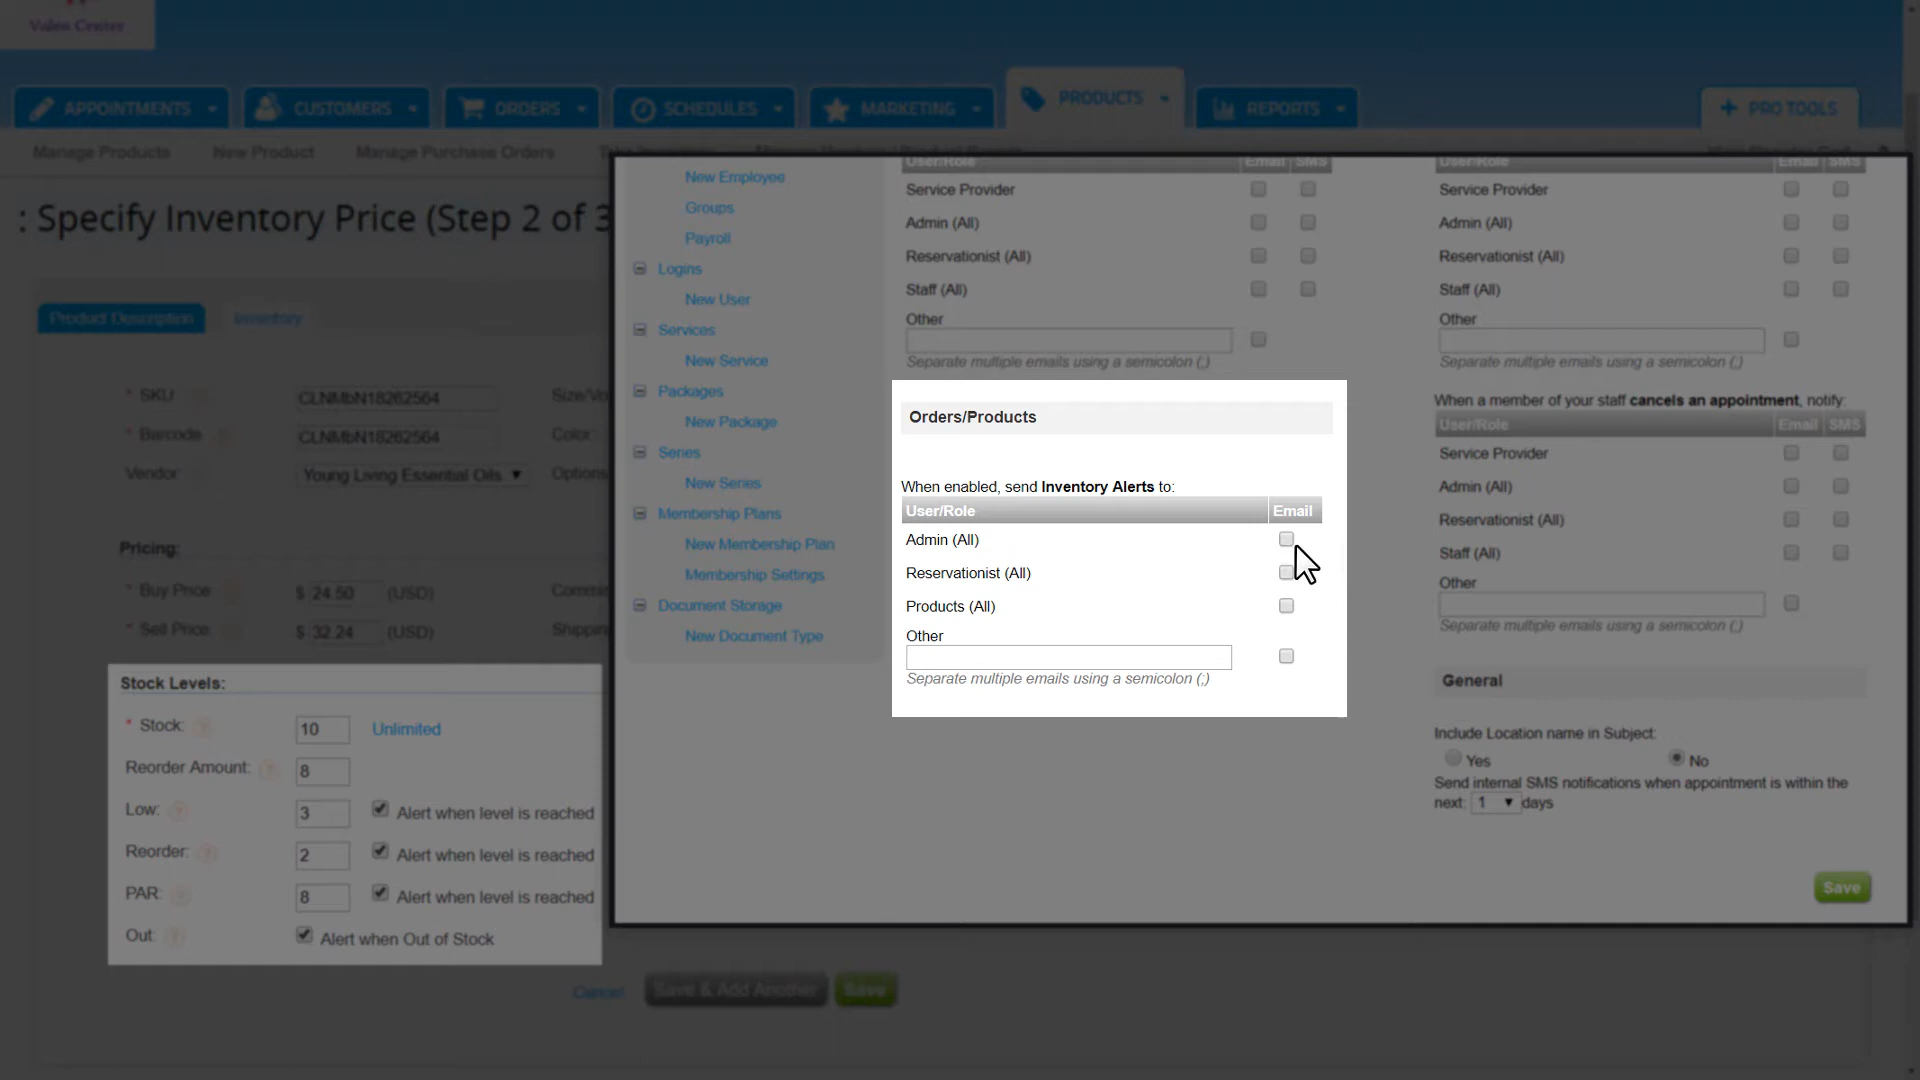 Valen Center
APPOINTMENTS
CUSTOMERS
ORDERS
SCHEDULES
MARKETING
PRODUCTS
REPORTS
PRO TOOLS
Manage Products
New Product
Manage Purchase Orders
: Specify Inventory Price (Step 2 of 3
Product Description
Inventory
* SKU:
CLNMbN18262564
* Barcode
CLNMbN18262564
Color:
Vendor:
Young Living Essential Oils
Options
Pricing:
* Buy Price
$ 24.50 (USD)
* Sell Price
$ 32.24 (USD)
Stock Levels:
* Stock: ?
10
Unlimited
Reorder Amount: ?
8
Low: ?
3
Alert when level is reached
Reorder: ?
2
Alert when level is reached
PAR: ?
8
Alert when level is reached
Out: ?
Alert when Out of Stock
Cancel
Save & Add Another
Save
New Employee
Groups
Payroll
Logins
New User
Services
New Service
Packages
New Package
Series
New Series
Membership Plans
New Membership Plan
Membership Settings
Document Storage
New Document Type
User/Role Email SMS
Service Provider
Admin (All)
Reservationist (All)
Staff (All)
Other
Separate multiple emails using a semicolon (;)
Orders/Products
When enabled, send Inventory Alerts to:
User/Role Email
Admin (All)
Reservationist (All)
Products (All)
Other
Separate multiple emails using a semicolon (;)
User/Role Email SMS
Service Provider
Admin (All)
Reservationist (All)
Staff (All)
Other
Separate multiple emails using a semicolon (;)
When a member of your staff cancels an appointment, notify:
User/Role Email SMS
Service Provider
Admin (All)
Reservationist (All)
Staff (All)
Other
Separate multiple emails using a semicolon (;)
General
Include Location name in Subject:
Yes No
Send internal SMS notifications when appointment is within the
next: 1 days
Save